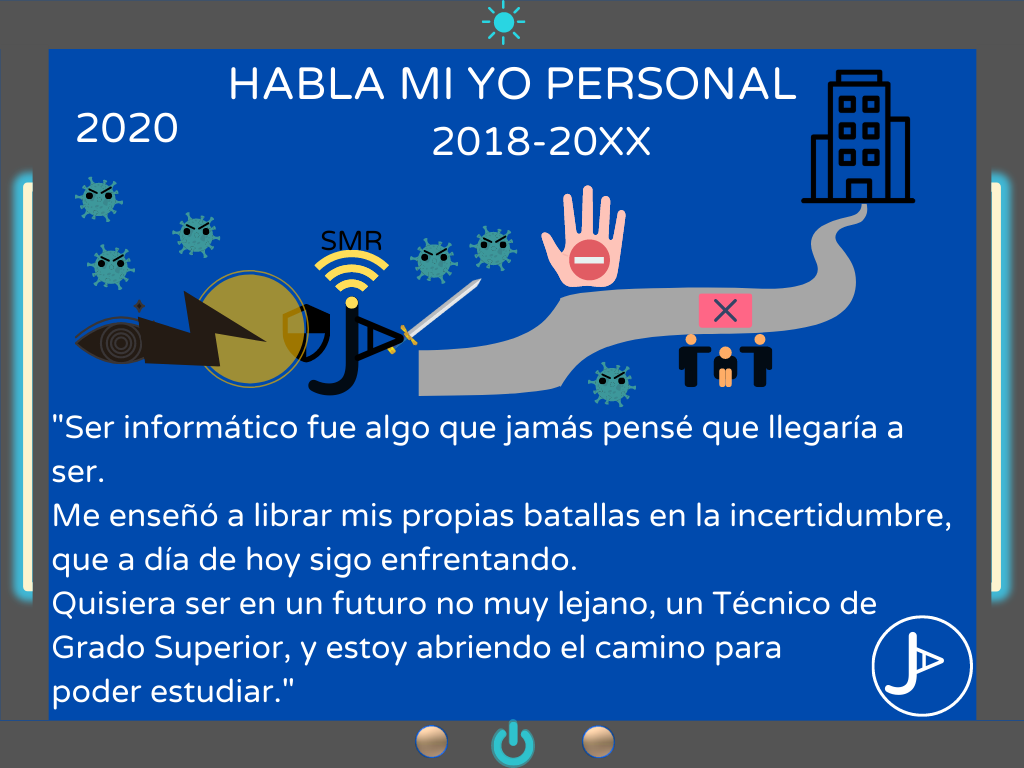 HABLA MI YO PERSONAL
2020
2018-20XX
SMR
"Ser informático fue algo que jamás pensé que llegaría a
ser.
Me enseñó a librar mis propias batallas en la incertidumbre,
que a día de hoy sigo enfrentando.
Quisiera ser en un futuro no muy lejano, un Técnico de
Grado Superior, y estoy abriendo el camino para
poder estudiar."